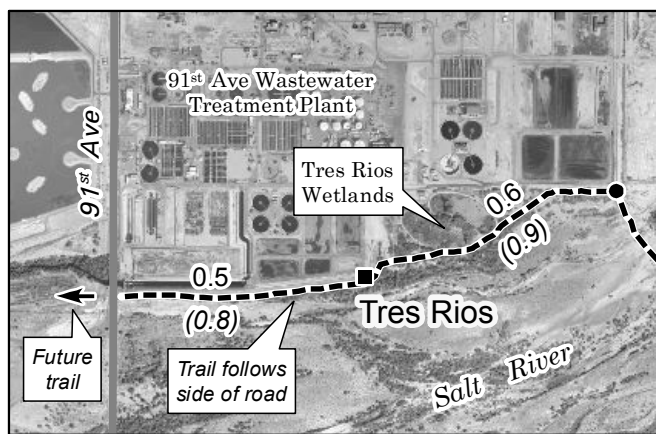 91st Ave Wastewater
Treatment Plant
91st Ave
Tres Rios
Wetlands
0.6
(0.9)
0.5
(0.8)
Tres Rios
Future
trail
Trail follows
side of road
Salt River